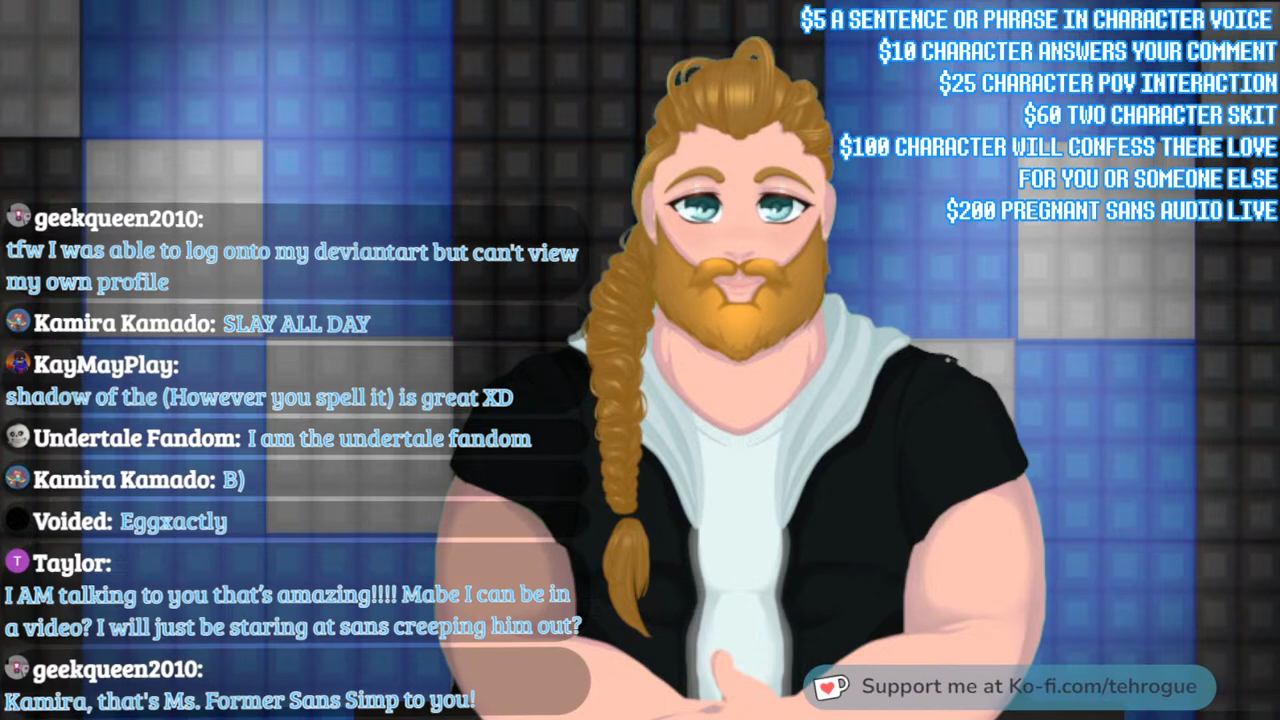 $5 A SENTENCE OR PHRASE IN CHARACTER VOICE
$10 CHARACTER ANSWERS YOUR COMMENT
$25 CHARACTER POV INTERACTION
$60 TWO CHARACTER SKIT
$100 CHARACTER WILL CONFESS THERE LOVE
FOR YOU OR SOMEONE ELSE
$200 PREGNANT SANS AUDIO LIVE
geekqueen2010:
tfw I was able to log onto my deviantart but can't view
my own profile
Kamira Kamado: SLAY ALL DAY
KayMayPlay:
shadow of the (However you spell it) is great XD
Undertale Fandom: I am the undertale fandom
Kamira Kamado: B)
Voided: Eggxactly
T Taylor:
I AM talking to you that's amazing!!!! Mabe I can be in
a video? I will just be staring at sans creeping him out?
geekqueen2010:
Kamira, that's Ms. Former Sans Simp to you!
Support me at Ko-fi.com/tehrogue